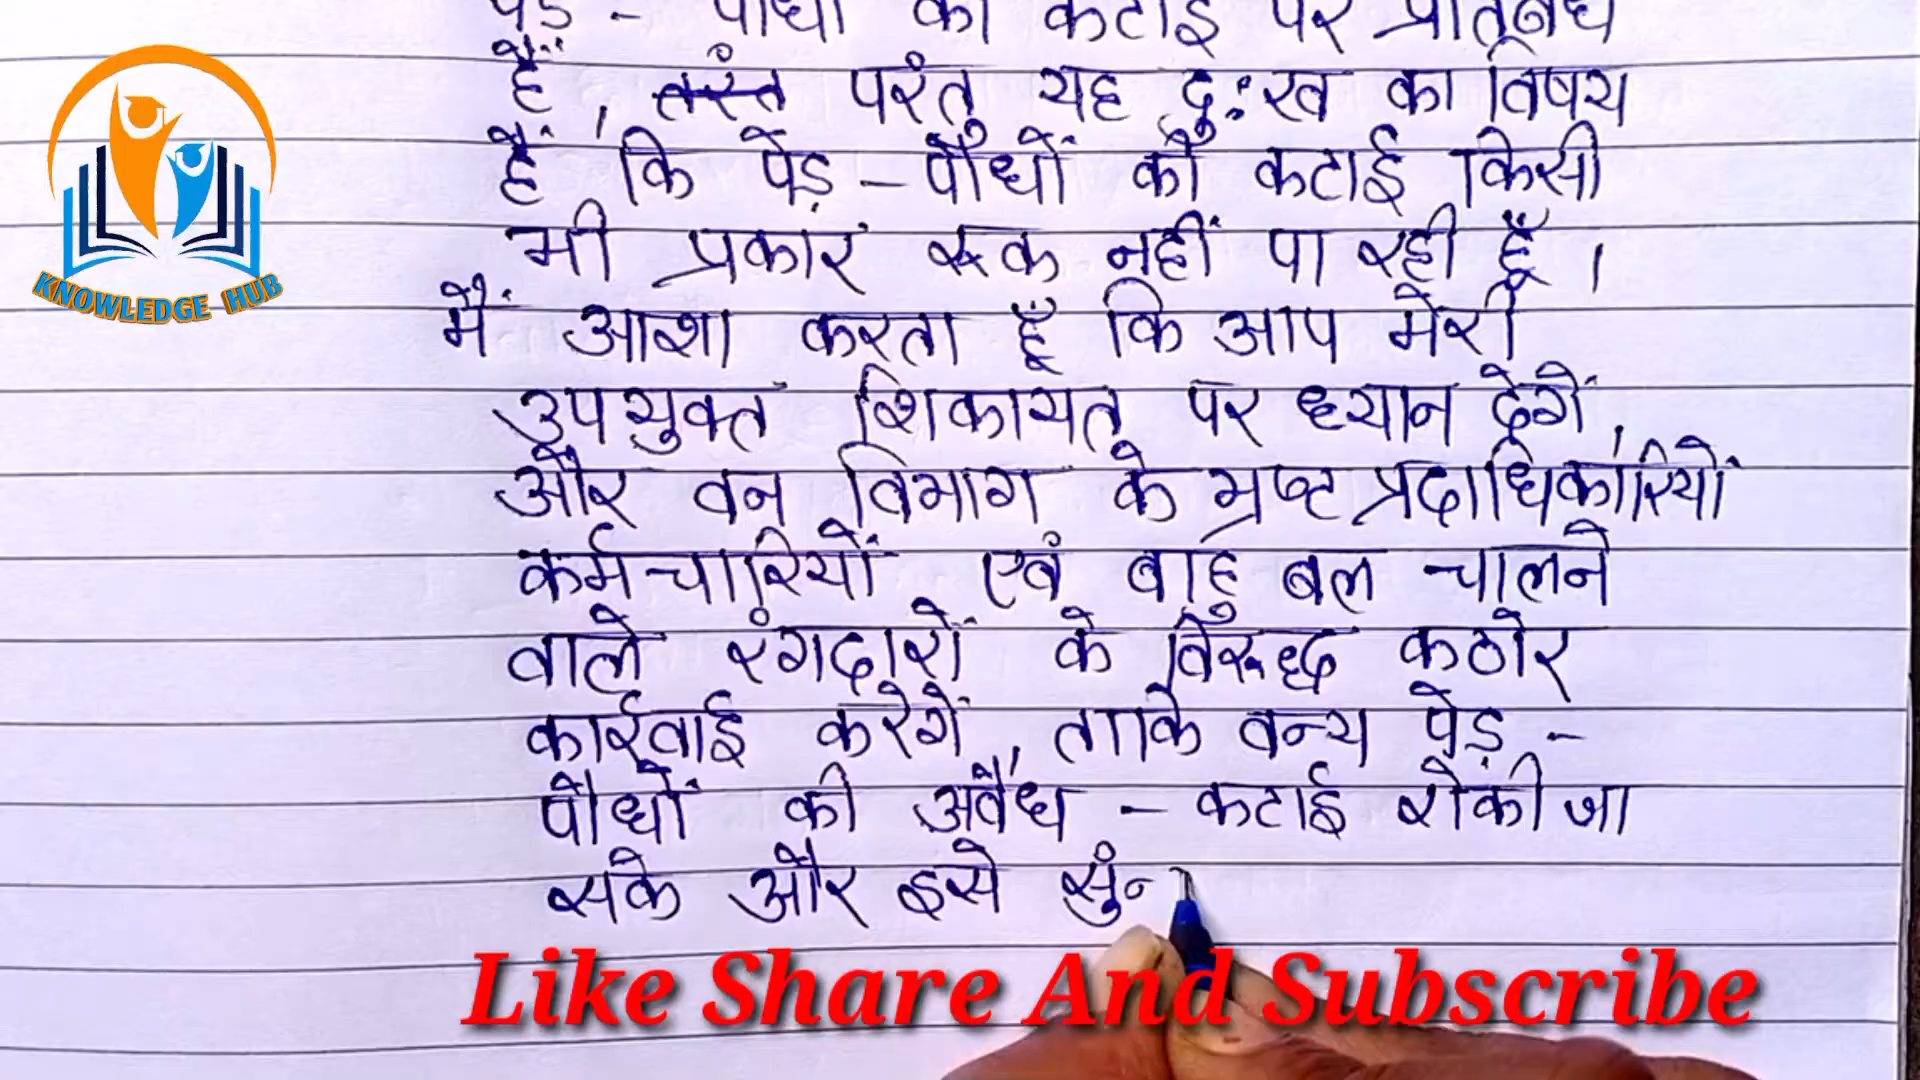 पेड़ - पौधों की कटाई पर प्रतिबंध
हैं, परंतु यह दुःख का विषय
हैं कि पेड़ - पौधों की कटाई किसी
भी प्रकार रूक नहीं पा रही हूँ ।
मैं आशा करता हूँ कि आप मेरी
उपयुक्त शिकायत पर ध्यान देगें,
और वन विभाग के भ्रष्ट प्रदाधिकारियों
कर्मचारियों एवं बाहु बल चालने
वाले रंगदारों के विरूद्ध कठोर
कार्रवाई करेगें, ताकि वन्य पेड़ -
पौधों की अवैध - कटाई रोकी जा
सके और इसे
KNOWLEDGE HUB
Like Share And Subscribe